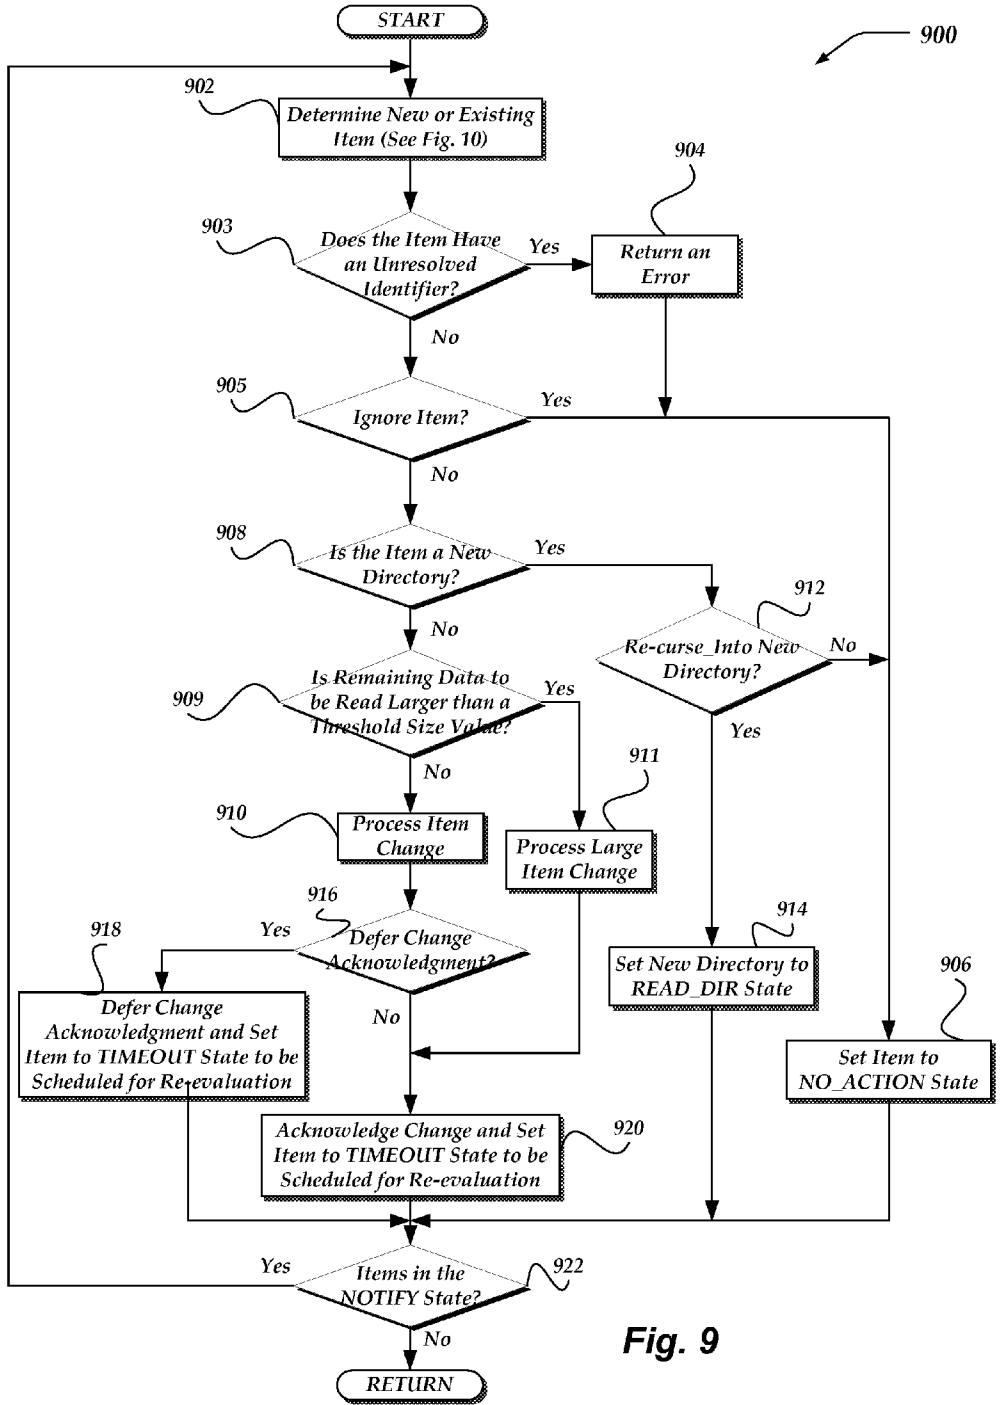 START
900
902
Determine New or Existing
Item (See Fig. 10)
904
903
Does the Item Have
an Unresolved
Identifier?
Yes
Return an
Error
No
905
Ignore Item?
Yes
No
908
Is the Item a New
Directory?
Yes
912
No
Re-curse_Into New
Directory?
No
Yes
909
Is Remaining Data to
be Read Larger than a
Threshold Size Value?
Yes
No
911
910
Process Item
Change
Process Large
Item Change
916
Defer Change
Acknowledgment?
Yes
No
918
Defer Change
Acknowledgment and Set
Item to TIMEOUT State to be
Scheduled for Re-evaluation
914
Set New Directory to
READ_DIR State
906
Set Item to
NO_ACTION State
920
Acknowledge Change and Set
Item to TIMEOUT State to be
Scheduled for Re-evaluation
Yes
Items in the
NOTIFY State?
922
No
RETURN
Fig. 9